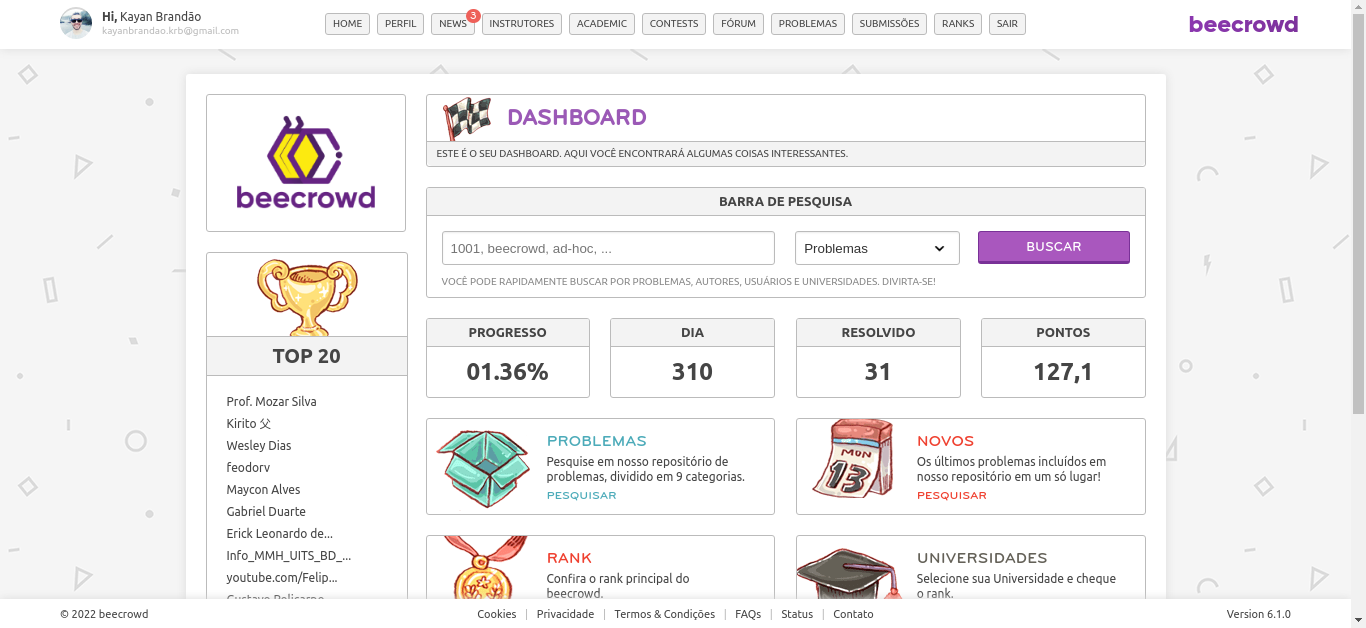 Hi, Kayan Brandão
kayanbrandao.krb@gmail.com
HOME
PERFIL
NEWS
3
INSTRUTORES
ACADEMIC
CONTESTS
FÓRUM
PROBLEMAS
SUBMISSÕES
RANKS
SAIR
beecrowd
beecrowd
TOP 20
Prof. Mozar Silva
Kirito 父
Wesley Dias
feodorv
Maycon Alves
Gabriel Duarte
Erick Leonardo de...
Info_MMH_UITS_BD_...
youtube.com/Felip...
Gustavo Policarpo
DASHBOARD
ESTE É O SEU DASHBOARD. AQUI VOCÊ ENCONTRARÁ ALGUMAS COISAS INTERESSANTES.
BARRA DE PESQUISA
1001, beecrowd, ad-hoc, ...
Problemas
BUSCAR
VOCÊ PODE RAPIDAMENTE BUSCAR POR PROBLEMAS, AUTORES, USUÁRIOS E UNIVERSIDADES. DIVIRTA-SE!
PROGRESSO
01.36%
DIA
310
RESOLVIDO
31
PONTOS
127,1
PROBLEMAS
Pesquise em nosso repositório de
problemas, dividido em 9 categorias.
PESQUISAR
MON
13
NOVOS
Os últimos problemas incluídos em
nosso repositório em um só lugar!
PESQUISAR
RANK
Confira o rank principal do
beecrowd.
UNIVERSIDADES
Selecione sua Universidade e cheque
o rank.
© 2022 beecrowd
Cookies
Privacidade
Termos & Condições
FAQs
Status
Contato
Version 6.1.0